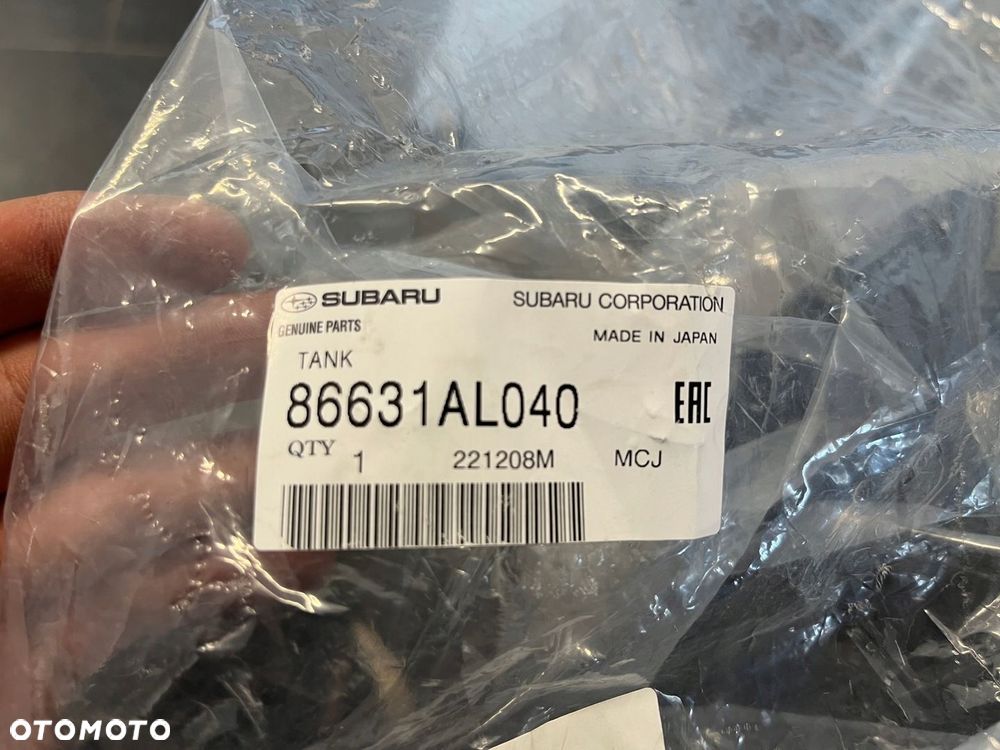 SUBARU SUBARU CORPORATION
GENUINE PARTS
MADE IN JAPAN
TANK
86631AL040
EAC
QTY 1 221208M MCJ
OTOMOTO